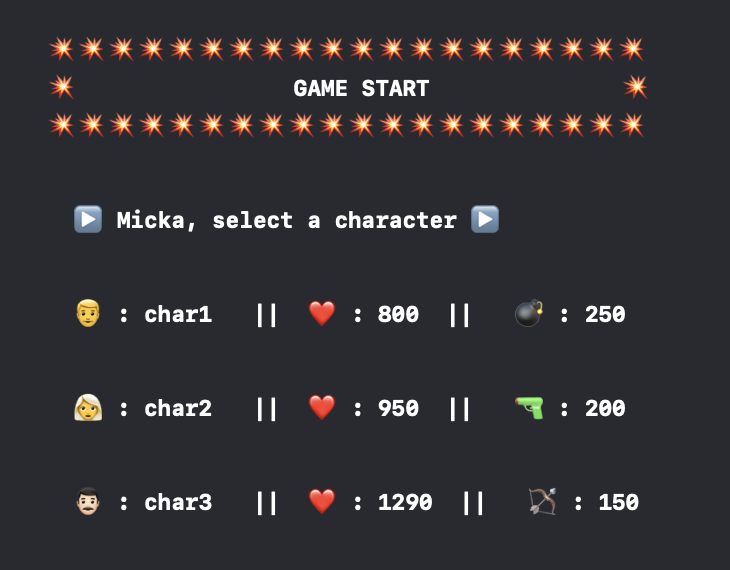 GAME START
Micka, select a character
: char1 || : 800 || : 250
: char2 || : 950 || : 200
: char3 || : 1290 || : 150